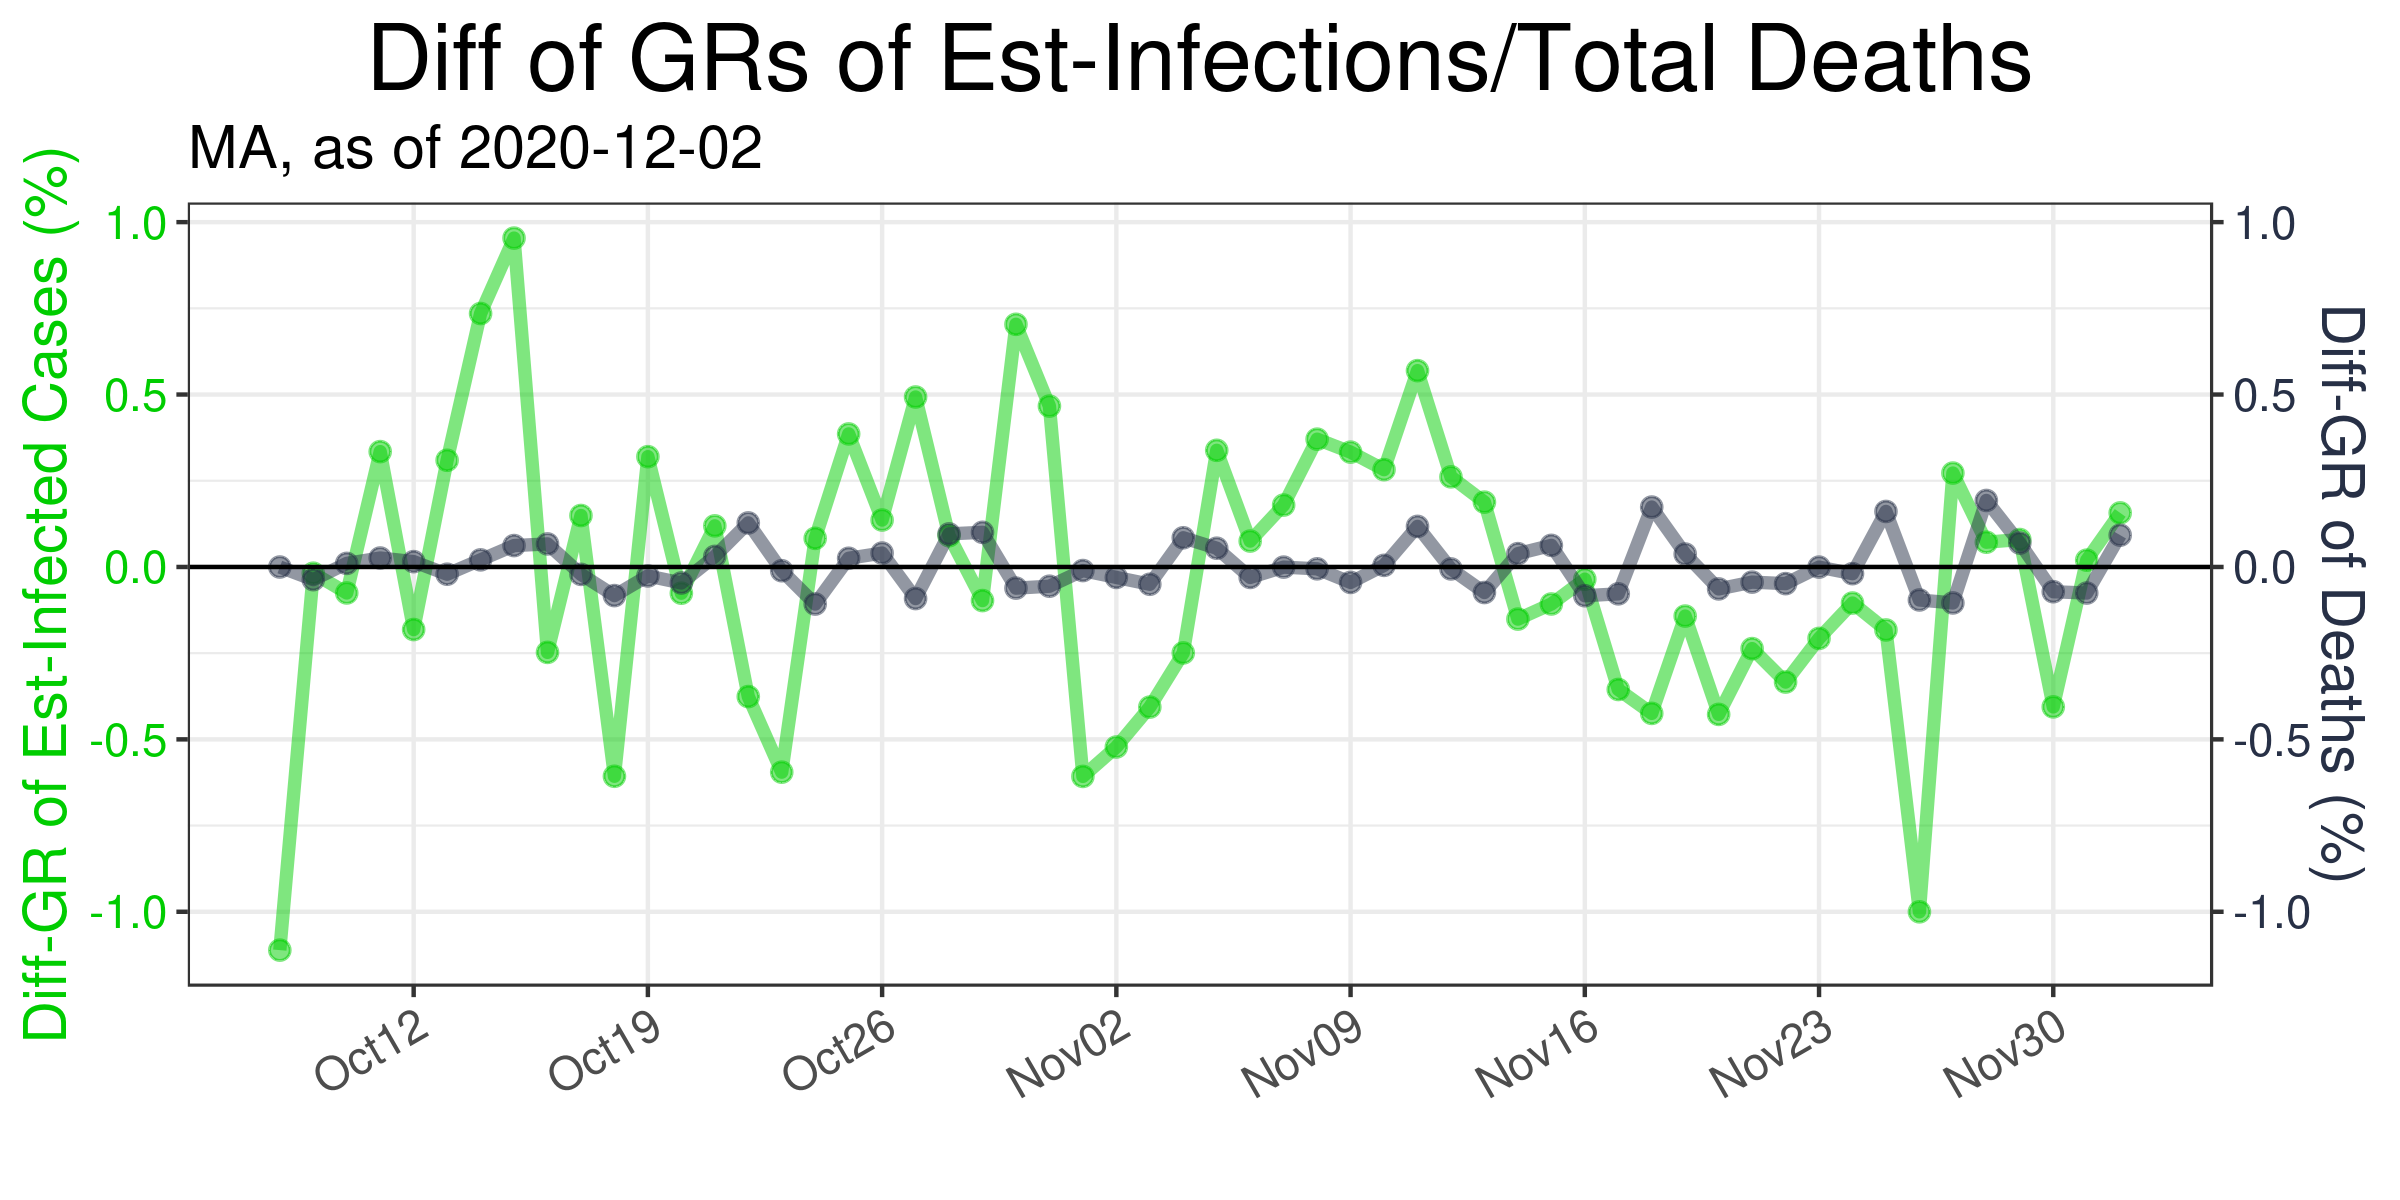 Diff of GRs of Est-Infections/Total Deaths
MA, as of 2020-12-02
Diff-GR of Est-Infected Cases (%)
1.0
0.5
0.0
-0.5
-1.0
1.0
0.5
0.0
-0.5
-1.0
Diff-GR of Deaths (%)
Oct12
Oct19
Oct26
Nov02
Nov09
Nov16
Nov23
Nov30